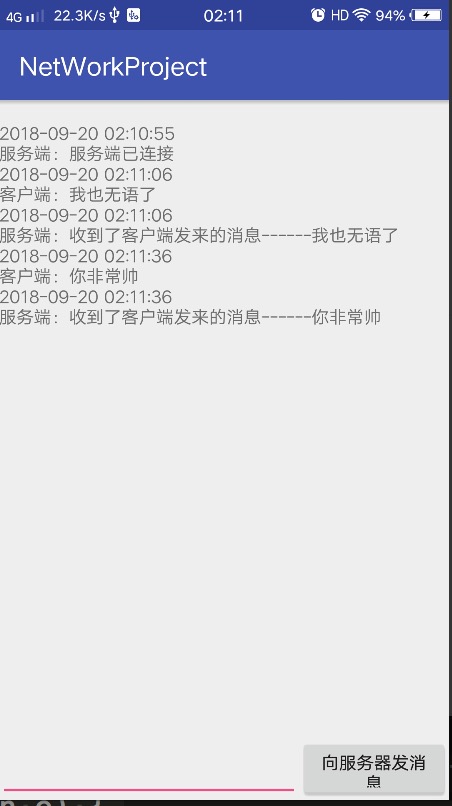 4G 22.3K/s 02:11 HD 94%
NetWorkProject
2018-09-20 02:10:55
服务端：服务端已连接
2018-09-20 02:11:06
客户端：我也无语了
2018-09-20 02:11:06
服务端：收到了客户端发来的消息------我也无语了
2018-09-20 02:11:36
客户端：你非常帅
2018-09-20 02:11:36
服务端：收到了客户端发来的消息------你非常帅
向服务器发消
息